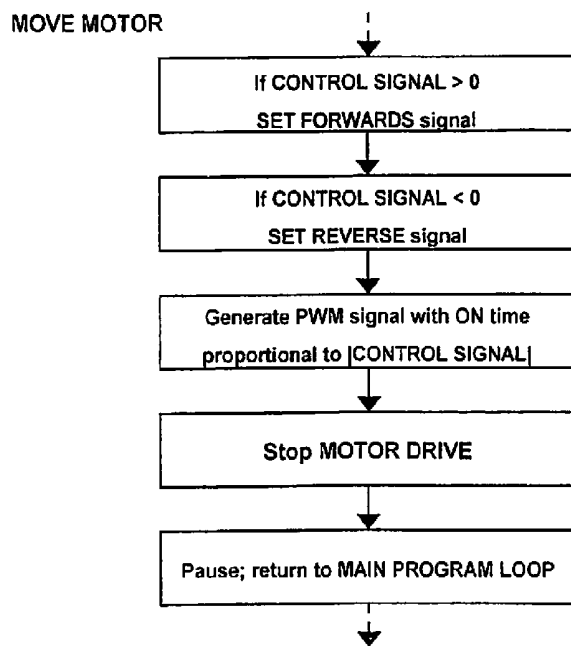 MOVE MOTOR
If CONTROL SIGNAL > 0
SET FORWARDS signal
If CONTROL SIGNAL < 0
SET REVERSE signal
Generate PWM signal with ON time
proportional to |CONTROL SIGNAL|
Stop MOTOR DRIVE
Pause; return to MAIN PROGRAM LOOP